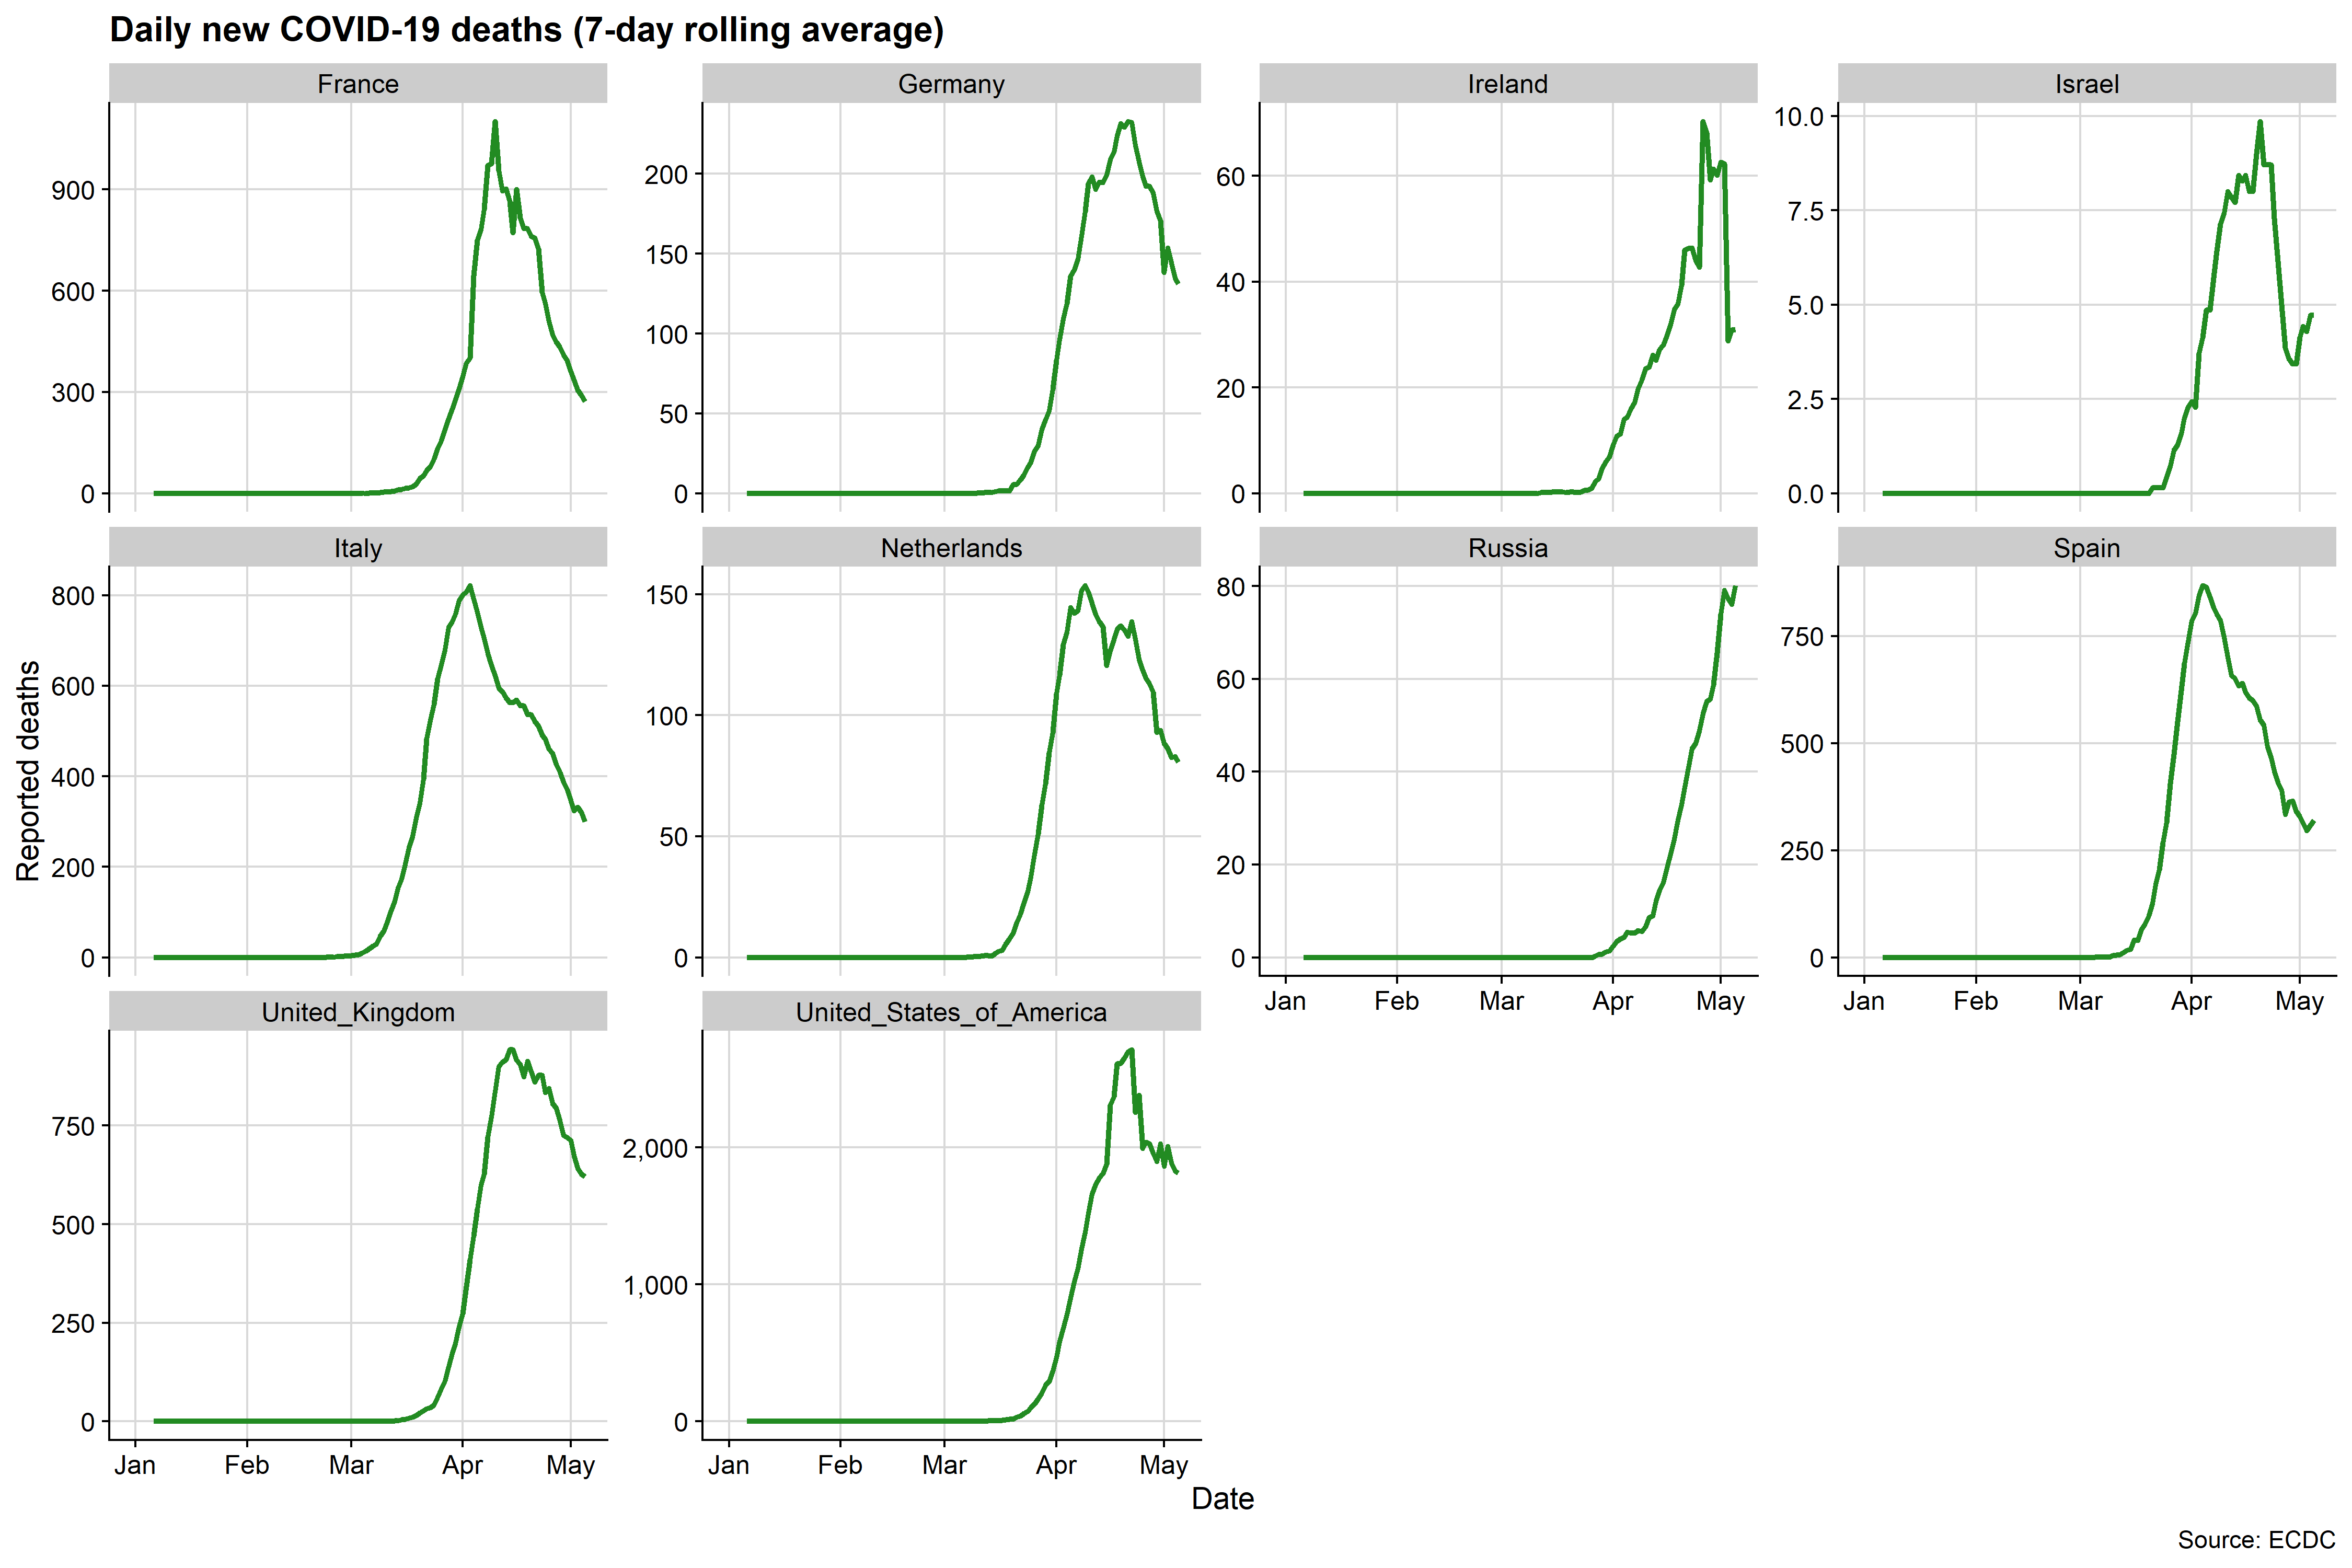 Daily new COVID-19 deaths (7-day rolling average)
France
Germany
Ireland
Israel
900
600
300
0
200
150
100
50
0
60
40
20
0
10.0
7.5
5.0
2.5
0.0
Italy
Netherlands
Russia
Spain
800
600
400
200
0
150
100
50
0
80
60
40
20
0
750
500
250
0
Jan Feb Mar Apr May
Jan Feb Mar Apr May
United_Kingdom
United_States_of_America
750
500
250
0
2,000
1,000
0
Jan Feb Mar Apr May
Jan Feb Mar Apr May
Reported deaths
Date
Source: ECDC